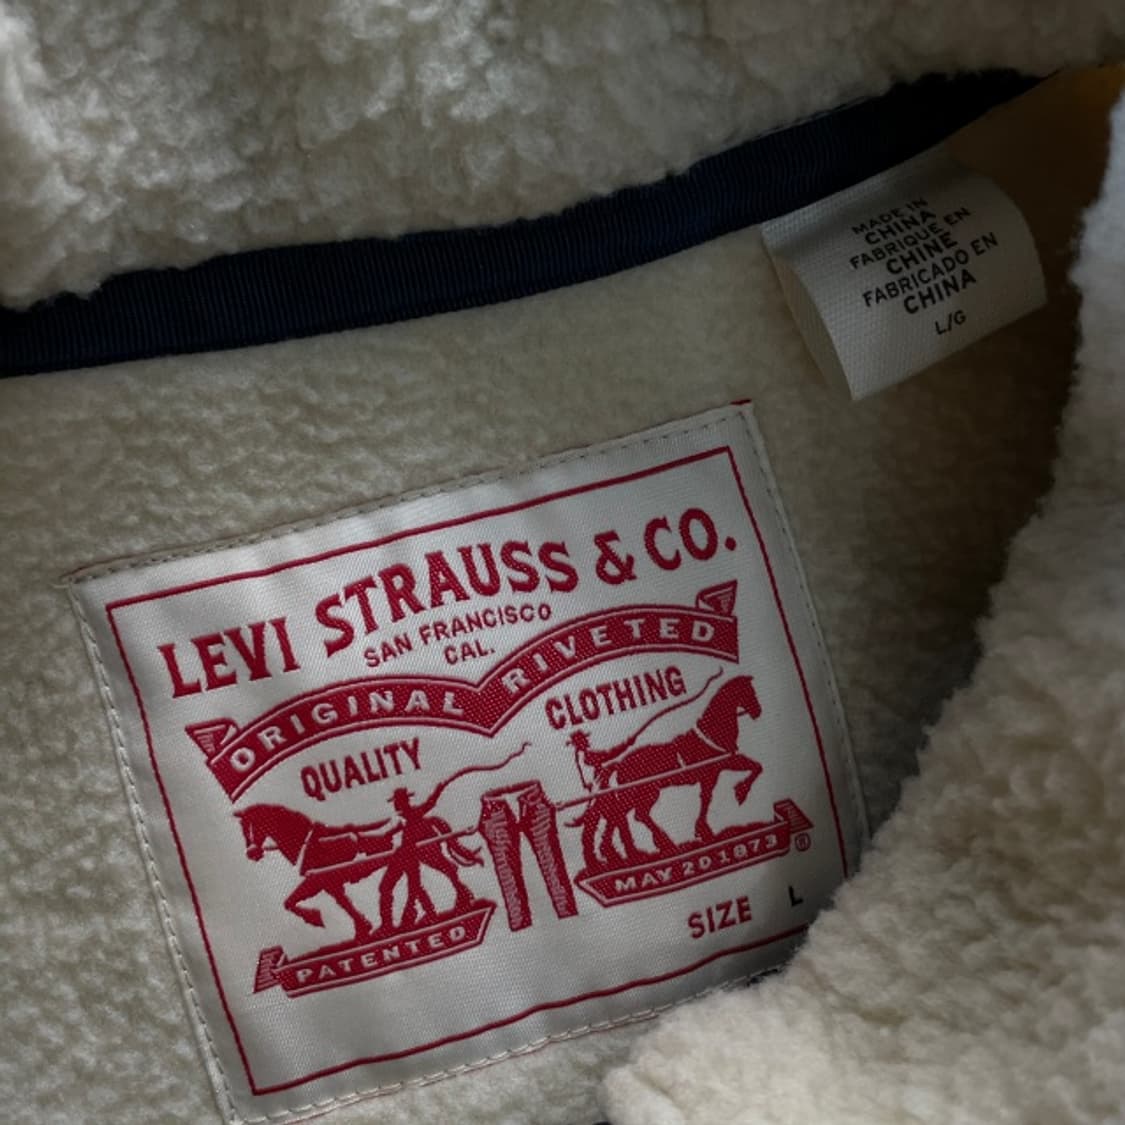 MADE IN
CHINA
FABRIQUE EN
CHINE
FABRICADO EN
CHINA
L/G
LEVI STRAUSS & CO.
SAN FRANCISCO
CAL.
ORIGINAL RIVETED
QUALITY CLOTHING
PATENTED MAY 20 1873 ®
SIZE L